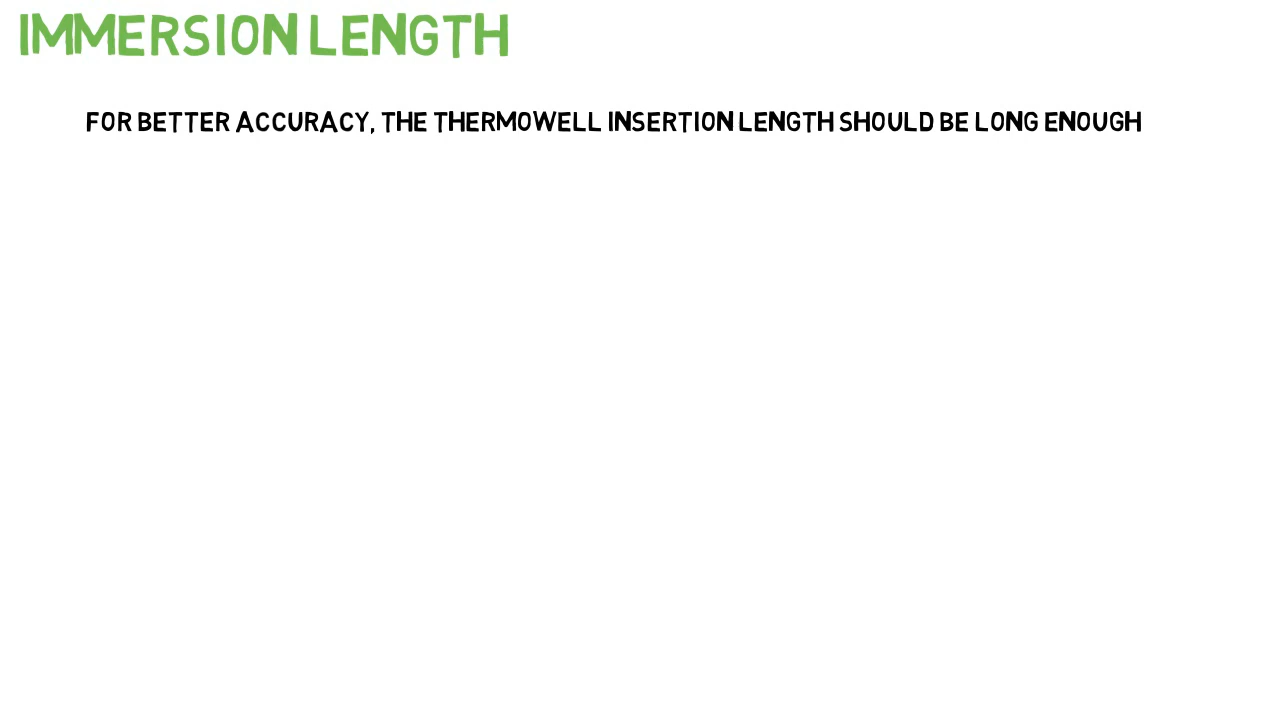 IMMERSION LENGTH
FOR BETTER ACCURACY, THE THERMOWELL INSERTION LENGTH SHOULD BE LONG ENOUGH